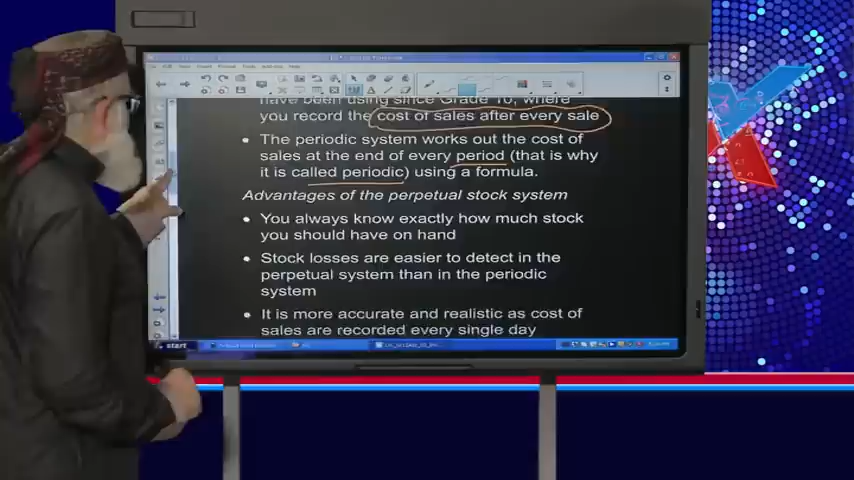 have been using since Grade 10, where
you record the cost of sales after every sale
• The periodic system works out the cost of
sales at the end of every period (that is why
it is called periodic) using a formula.
Advantages of the perpetual stock system
• You always know exactly how much stock
you should have on hand
• Stock losses are easier to detect in the
perpetual system than in the periodic
system
• It is more accurate and realistic as cost of
sales are recorded every single day
start